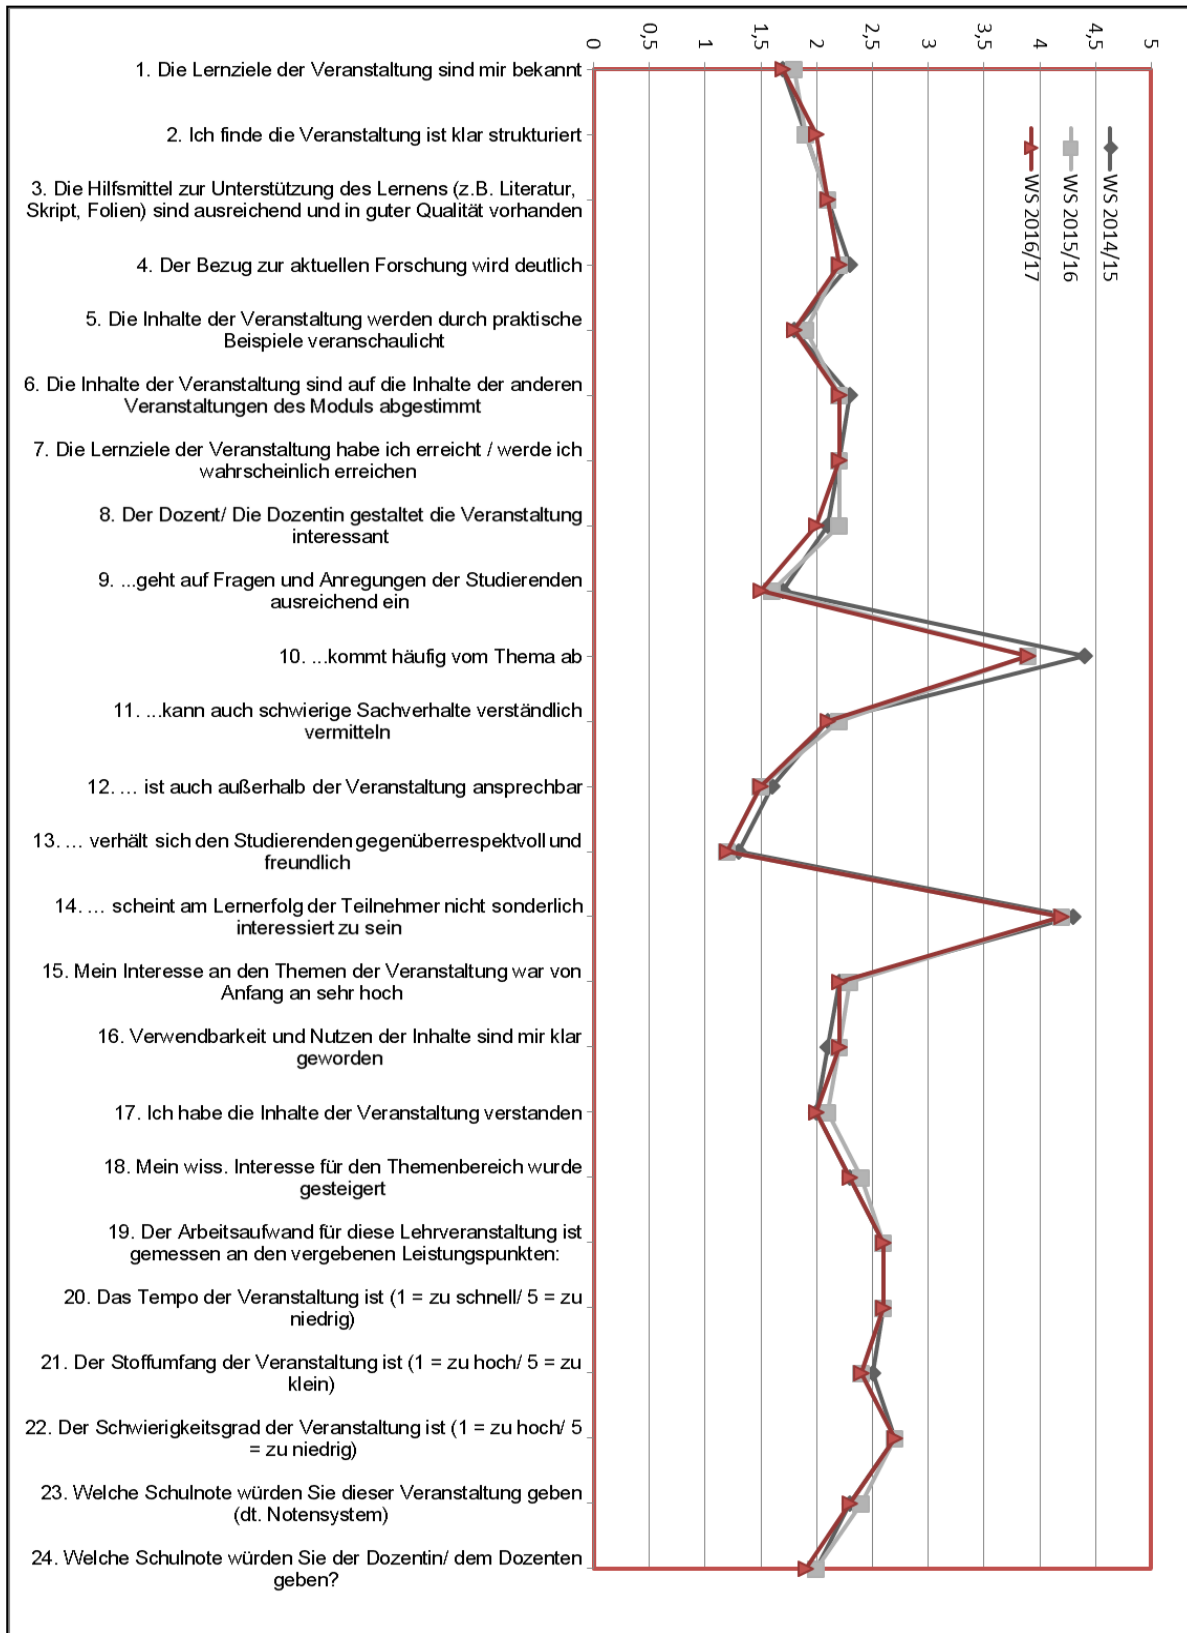 0
0,5
1
1,5
2
2,5
3
3,5
4
4,5
5
WS 2014/15
WS 2015/16
WS 2016/17
1. Die Lernziele der Veranstaltung sind mir bekannt
2. Ich finde die Veranstaltung ist klar strukturiert
3. Die Hilfsmittel zur Unterstützung des Lernens (z.B. Literatur,
Skript, Folien) sind ausreichend und in guter Qualität vorhanden
4. Der Bezug zur aktuellen Forschung wird deutlich
5. Die Inhalte der Veranstaltung werden durch praktische
Beispiele veranschaulicht
6. Die Inhalte der Veranstaltung sind auf die Inhalte der anderen
Veranstaltungen des Moduls abgestimmt
7. Die Lernziele der Veranstaltung habe ich erreicht / werde ich
wahrscheinlich erreichen
8. Der Dozent/ Die Dozentin gestaltet die Veranstaltung
interessant
9. ...geht auf Fragen und Anregungen der Studierenden
ausreichend ein
10. ...kommt häufig vom Thema ab
11. ...kann auch schwierige Sachverhalte verständlich
vermitteln
12. ... ist auch außerhalb der Veranstaltung ansprechbar
13. ... verhält sich den Studierenden gegenüberrespektvoll und
freundlich
14. ... scheint am Lernerfolg der Teilnehmer nicht sonderlich
interessiert zu sein
15. Mein Interesse an den Themen der Veranstaltung war von
Anfang an sehr hoch
16. Verwendbarkeit und Nutzen der Inhalte sind mir klar
geworden
17. Ich habe die Inhalte der Veranstaltung verstanden
18. Mein wiss. Interesse für den Themenbereich wurde
gesteigert
19. Der Arbeitsaufwand für diese Lehrveranstaltung ist
gemessen an den vergebenen Leistungspunkten:
20. Das Tempo der Veranstaltung ist (1 = zu schnell/ 5 = zu
niedrig)
21. Der Stoffumfang der Veranstaltung ist (1 = zu hoch/ 5 = zu
klein)
22. Der Schwierigkeitsgrad der Veranstaltung ist (1 = zu hoch/ 5
= zu niedrig)
23. Welche Schulnote würden Sie dieser Veranstaltung geben
(dt. Notensystem)
24. Welche Schulnote würden Sie der Dozentin/ dem Dozenten
geben?